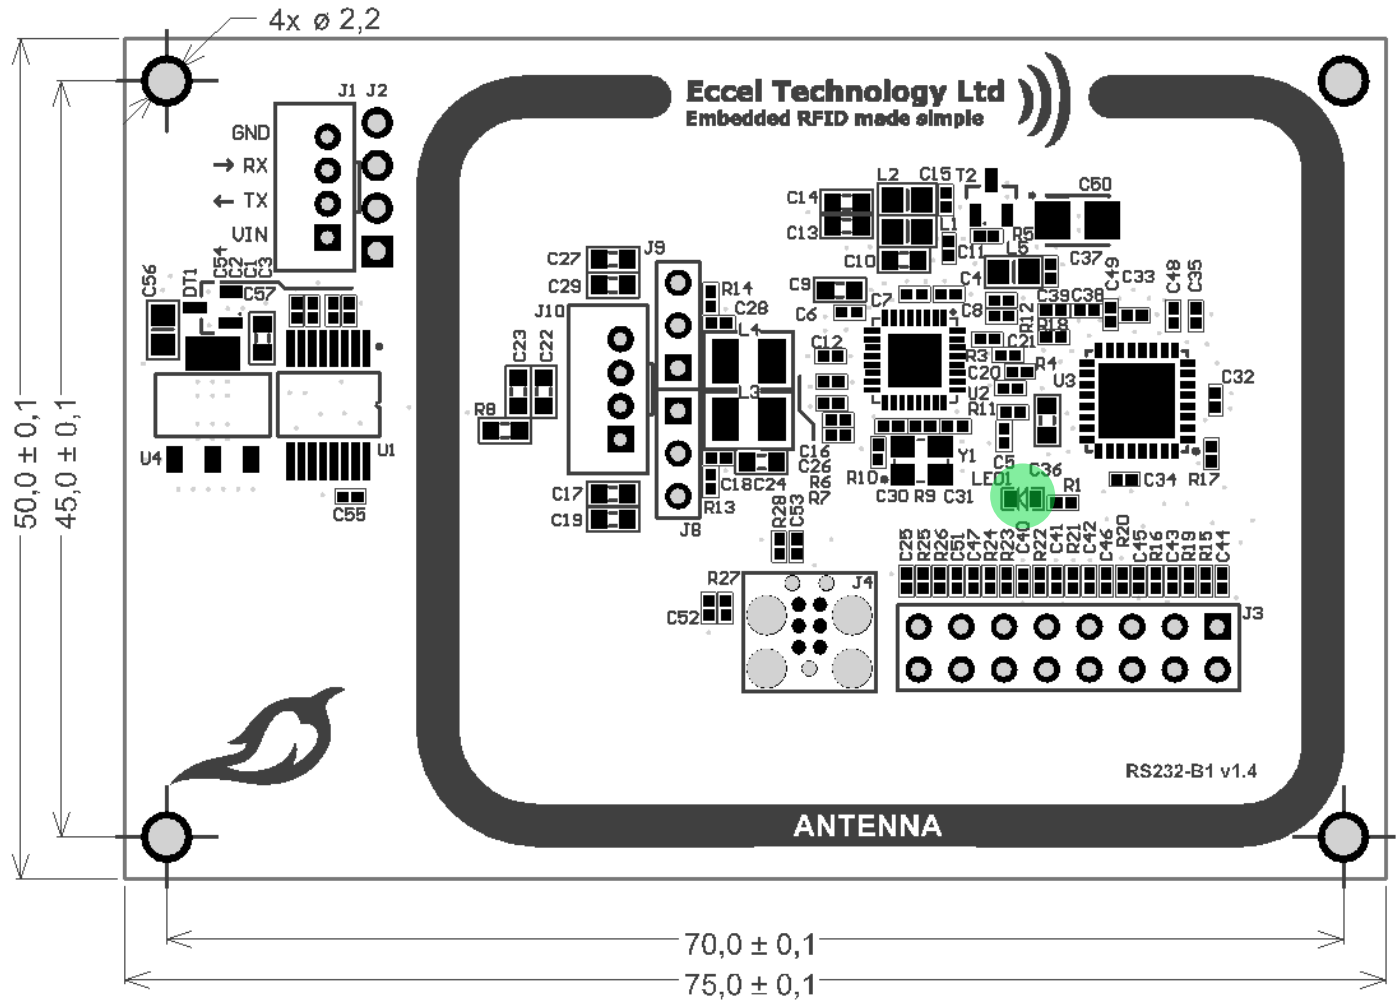 4x ø 2,2
Eccel Technology Ltd
Embedded RFID made simple
J1 J2
GND
→ RX
← TX
VIN
C56
DT1
C54
C2
C1
C3
C57
U4
U1
C55
C27
C29
J9
J10
R14
C28
L4
L3
C23
C22
R8
C17
C19
J8
C18
C24
R13
C16
C26
R6
R7
C14
C13
L2
C15
T2
C50
L1
C11
R5
L5
C37
C10
C9
C6
C7
C4
C8
C39
C38
C49
C33
C48
C35
R12
R18
C12
R3
C21
C20
R4
U3
U2
R11
C32
C5
C36
R10
Y1
C30
R9
C31
LED1
R1
C34
R17
R28
C53
R27
C52
J4
C25
R25
R26
C51
C47
R24
R23
C40
R22
C41
R21
C42
C46
R20
C45
R16
C43
R19
R15
C44
J3
RS232-B1 v1.4
ANTENNA
50,0 ± 0,1
45,0 ± 0,1
70,0 ± 0,1
75,0 ± 0,1